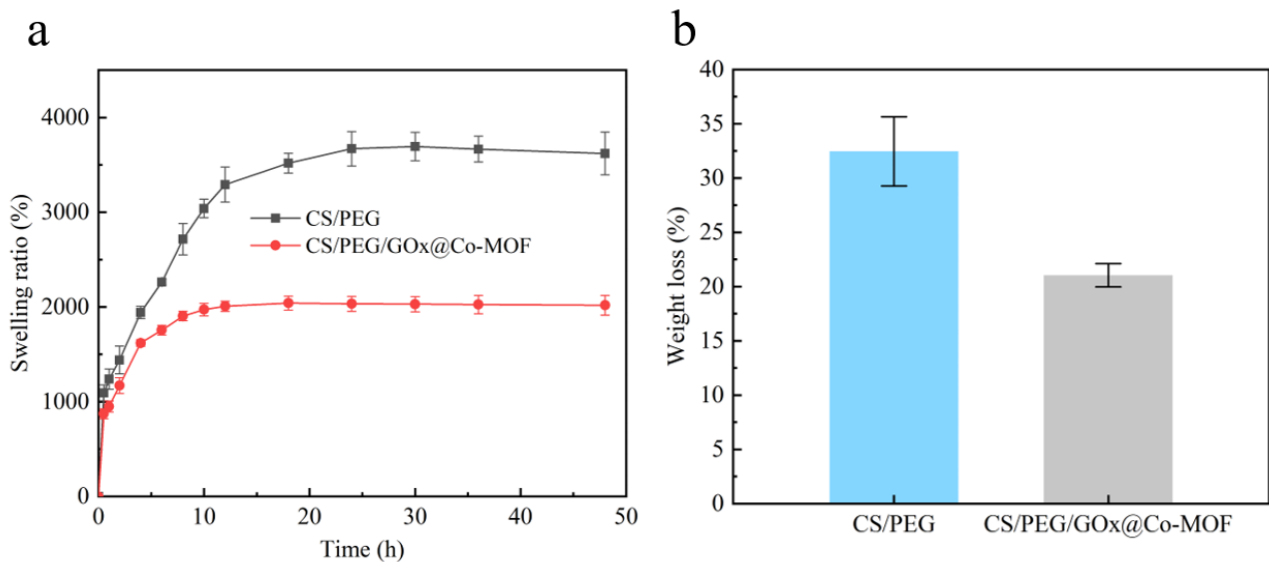 a
Swelling ratio (%)
4000
3000
2000
1000
0
CS/PEG
CS/PEG/GOx@Co-MOF
0 10 20 30 40 50
Time (h)
b
Weight loss (%)
40
35
30
25
20
15
10
5
0
CS/PEG CS/PEG/GOx@Co-MOF